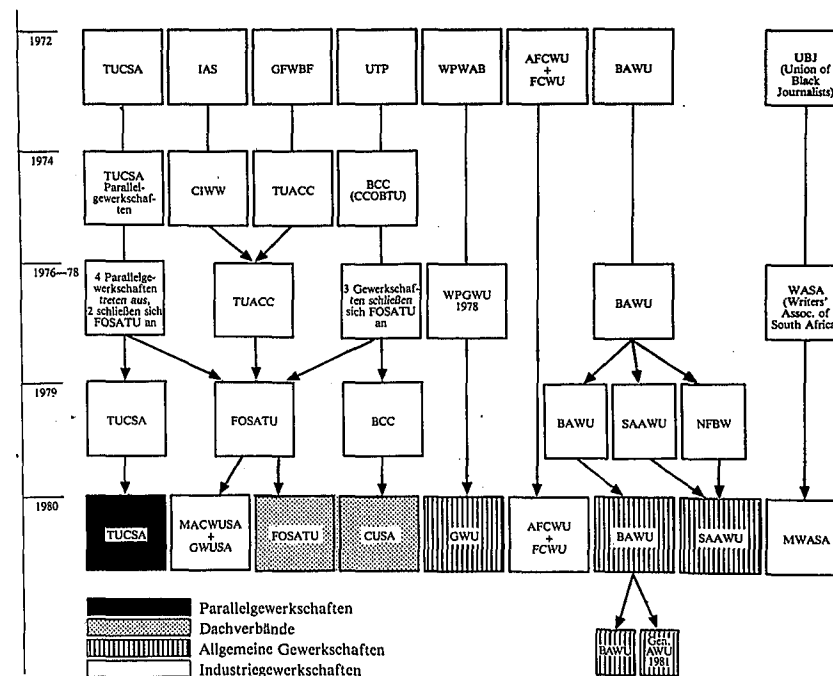 1972
TUCSA
IAS
GFWBF
UTP
WPWAB
AFCWU
+
FCWU
BAWU
UBJ
(Union of
Black
Journalists)
1974
TUCSA
Parallel-
gewerkschaf-
ten
CIWW
TUACC
BCC
(CCOBTU)
1976—78
4 Parallelge-
werkschaften
treten aus,
2 schließen sich
FOSATU an
TUACC
3 Gewerkschaf-
ten schließen
sich FOSATU
an
WPGWU
1978
BAWU
WASA
(Writers'
Assoc. of
South Africa
1979
TUCSA
FOSATU
BCC
BAWU
SAAWU
NFBW
1980
TUCSA
MACWUSA
+
GWUSA
FOSATU
CUSA
GWU
AFCWU
+
FCWU
BAWU
SAAWU
MWASA
BAWU
Gen.
AWU
1981
Parallelgewerkschaften
Dachverbände
Allgemeine Gewerkschaften
Industriegewerkschaften